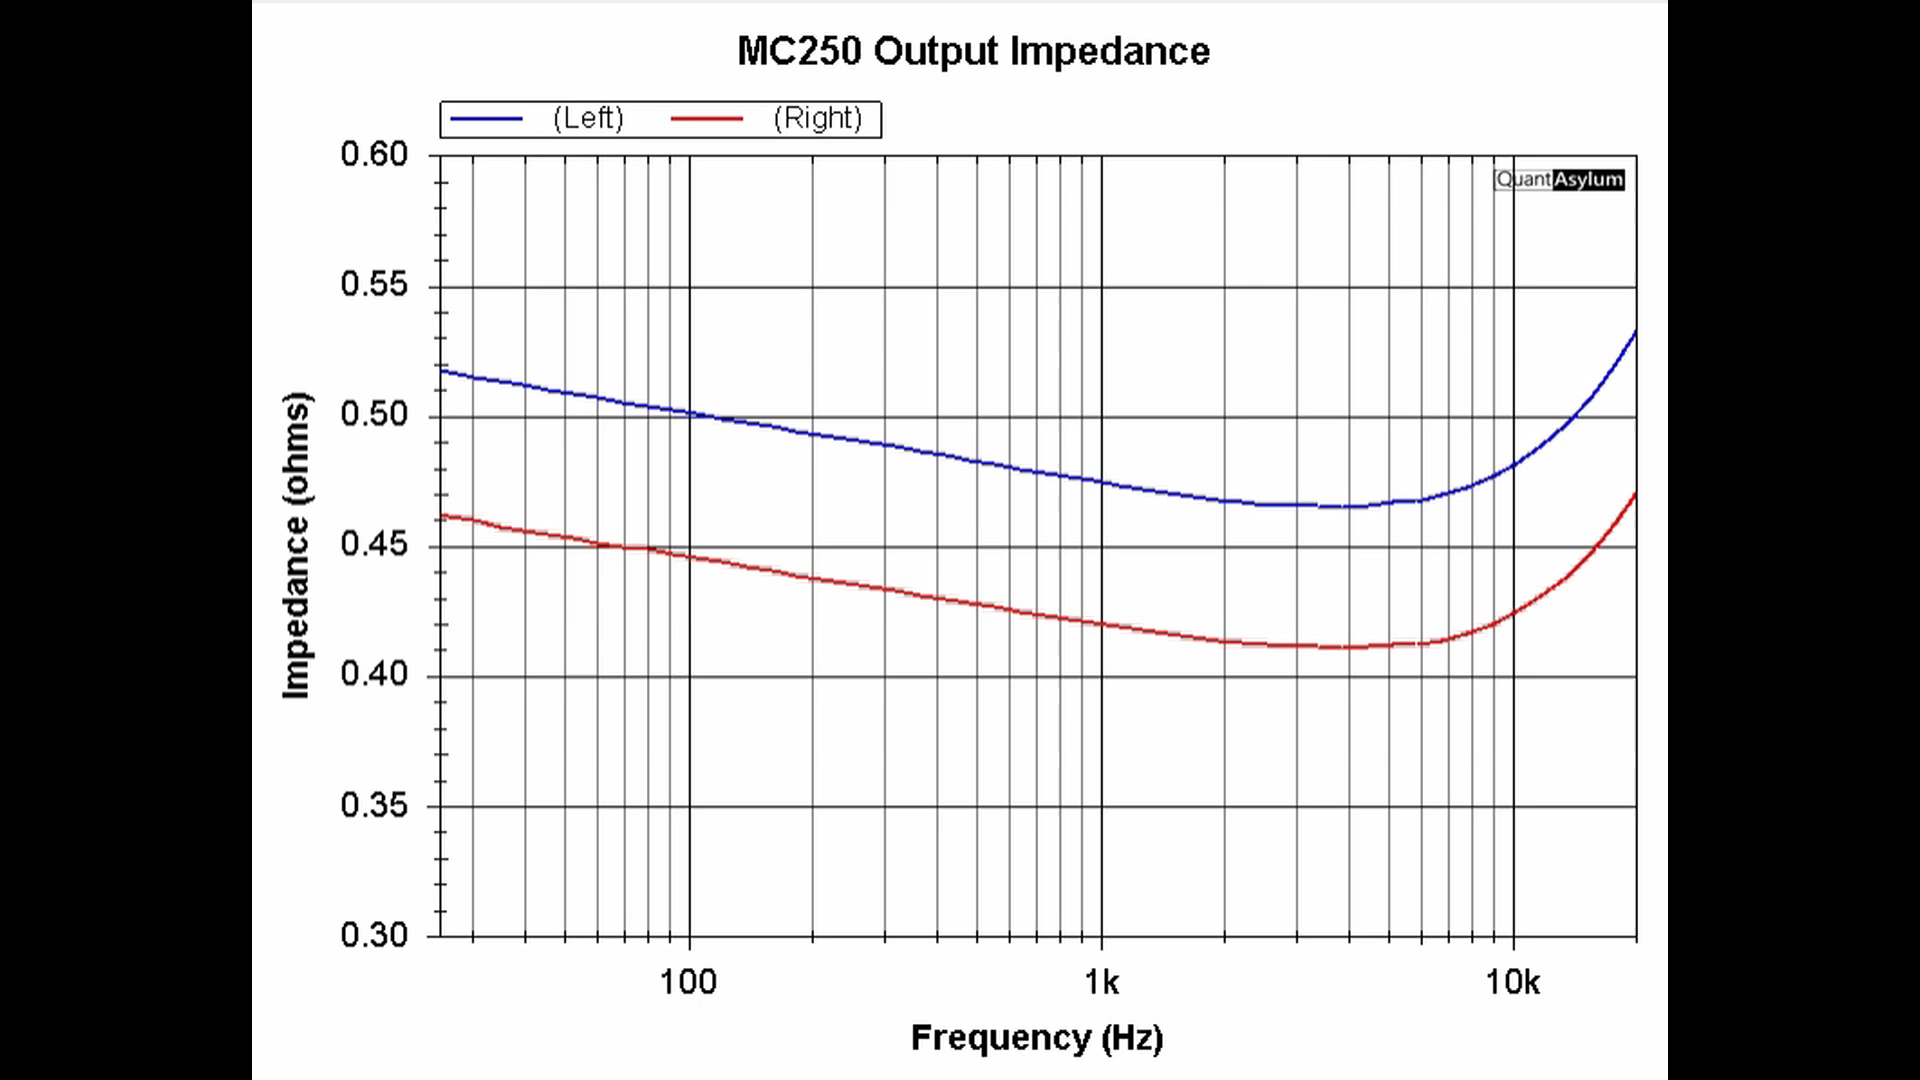 MC250 Output Impedance
(Left) (Right)
QuantAsylum
0.60
0.55
0.50
0.45
0.40
0.35
0.30
Impedance (ohms)
100 1k 10k
Frequency (Hz)